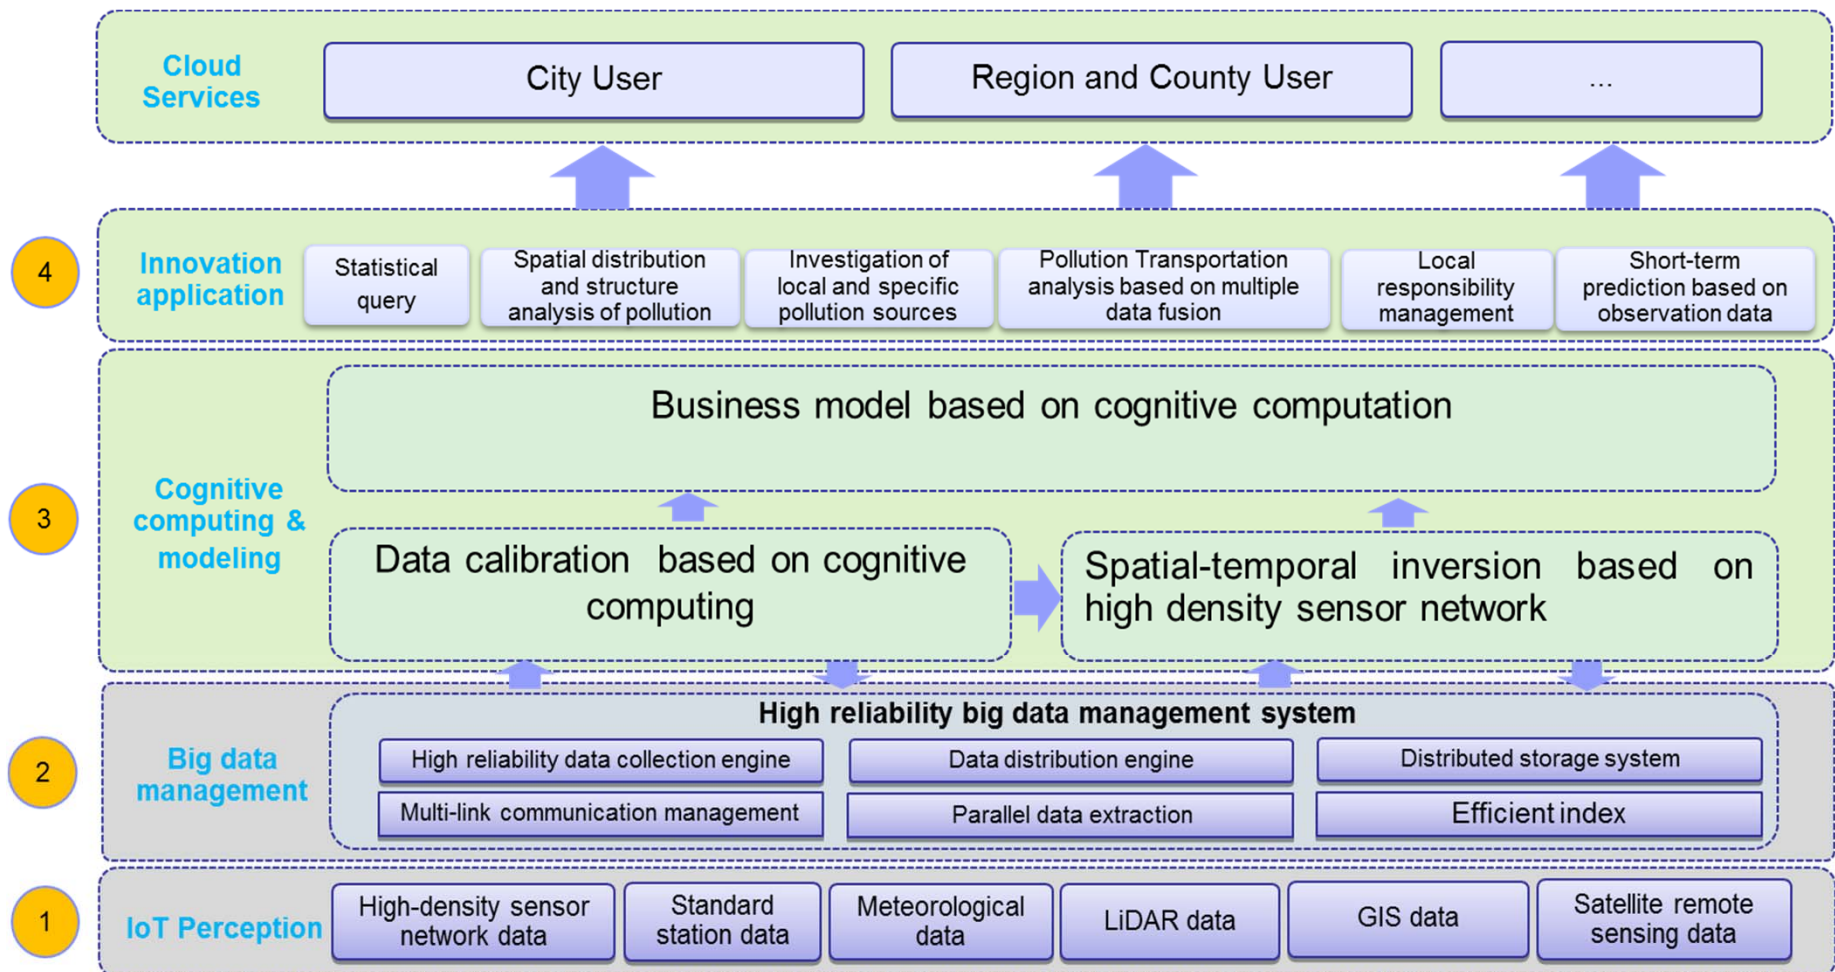 Cloud
Services
City User
Region and County User
...
4
Innovation
application
Statistical
query
Spatial distribution
and structure
analysis of pollution
Investigation of
local and specific
pollution sources
Pollution Transportation
analysis based on multiple
data fusion
Local
responsibility
management
Short-term
prediction based on
observation data
3
Cognitive
computing &
modeling
Business model based on cognitive computation
Data calibration based on cognitive
computing
Spatial-temporal inversion based on
high density sensor network
2
Big data
management
High reliability big data management system
High reliability data collection engine
Data distribution engine
Distributed storage system
Multi-link communication management
Parallel data extraction
Efficient index
1
IoT Perception
High-density sensor
network data
Standard
station data
Meteorological
data
LiDAR data
GIS data
Satellite remote
sensing data